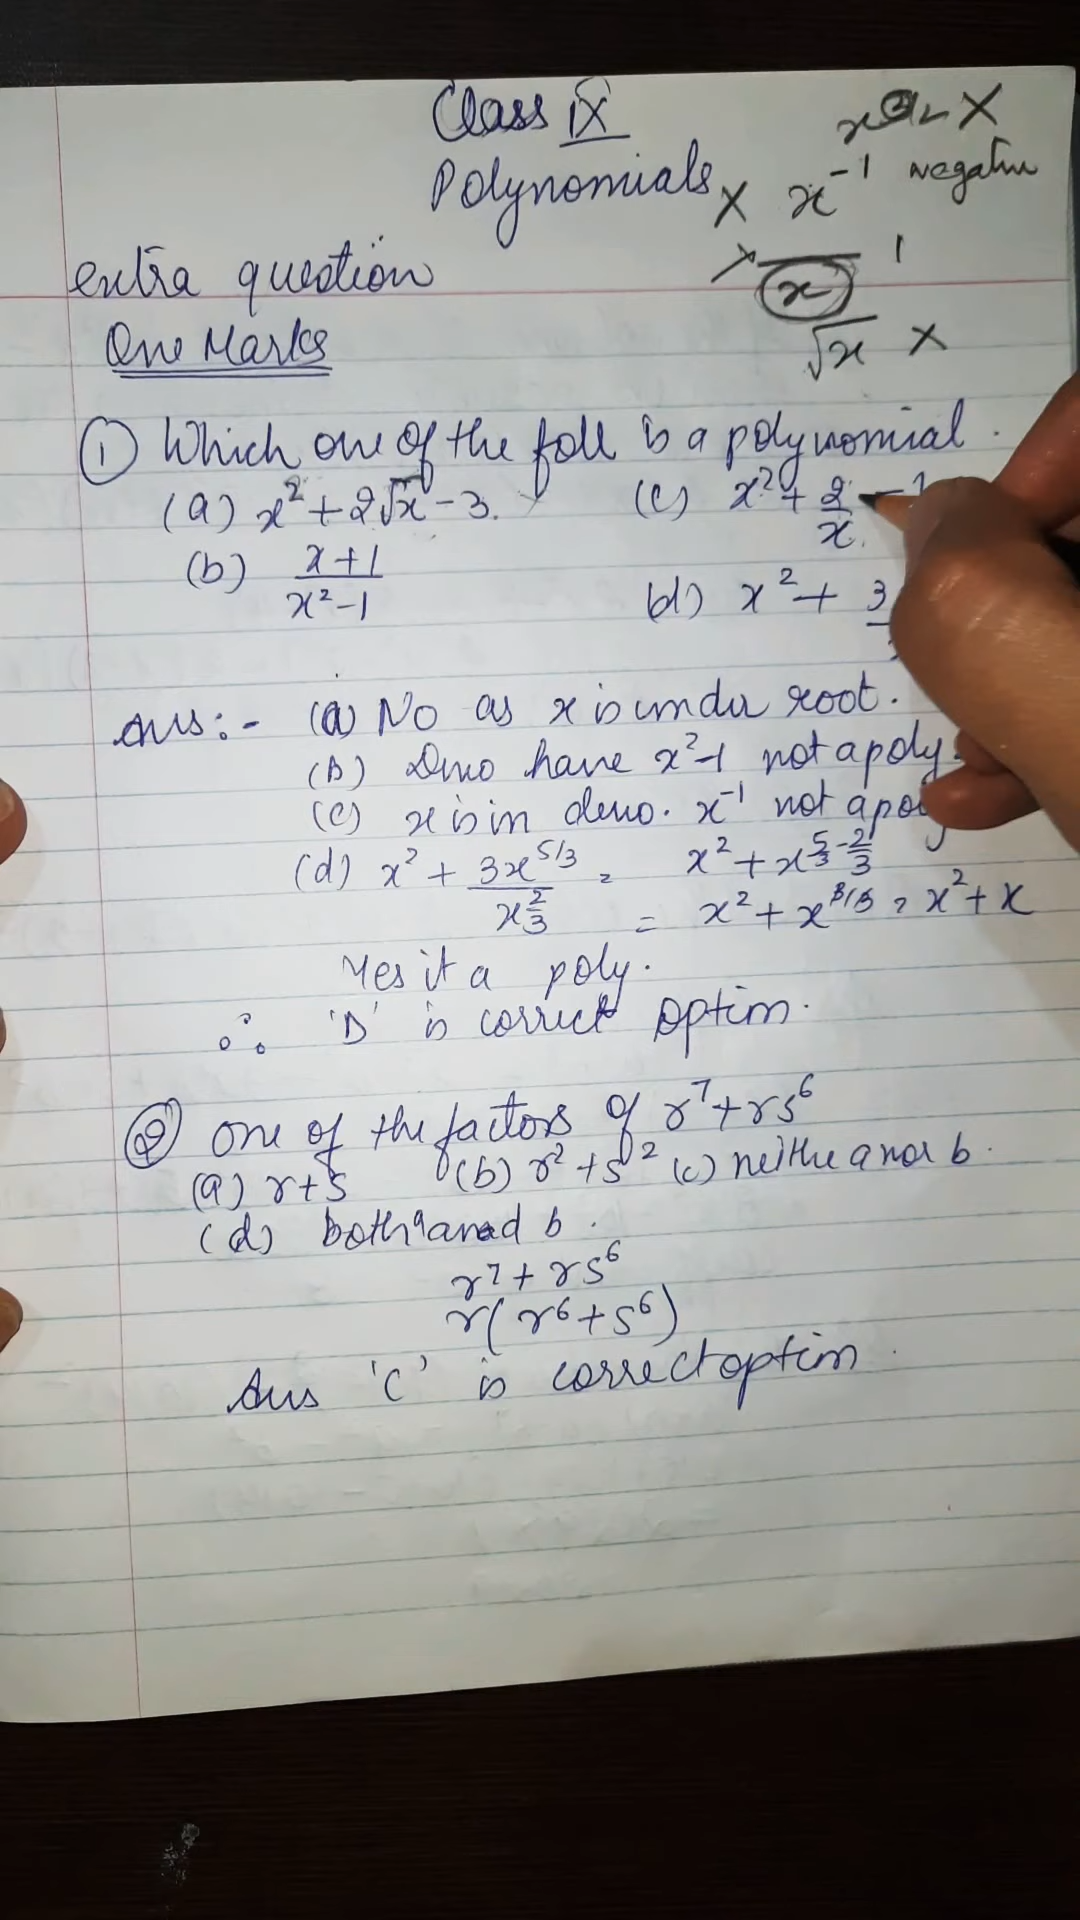 Class IX
Polynomials
x x⁻¹ negative
extra question
1
x
√x x
One Marks
① Which one of the foll is a polynomial.
(a) x² + 2√x - 3.
(c) x² + 2/x - 1
(b) x+1/x²-1
(d) x² + 3
Ans:- (a) No as x is under root.
(b) Deno have x²-1 not a poly.
(c) x is in deno. x⁻¹ not a poly
(d) x² + 3x^5/3 / x^2/3 = x² + x^5/3-2/3
= x² + x^3/3 = x² + x
Yes it a poly.
∴ 'D' is correct option.
② One of the factors of r⁷+rs⁶
(a) r+s (b) r²+s² (c) neithe a nor b.
(d) both a and b.
r⁷+rs⁶
r(r⁶+s⁶)
Ans 'C' is correct option.